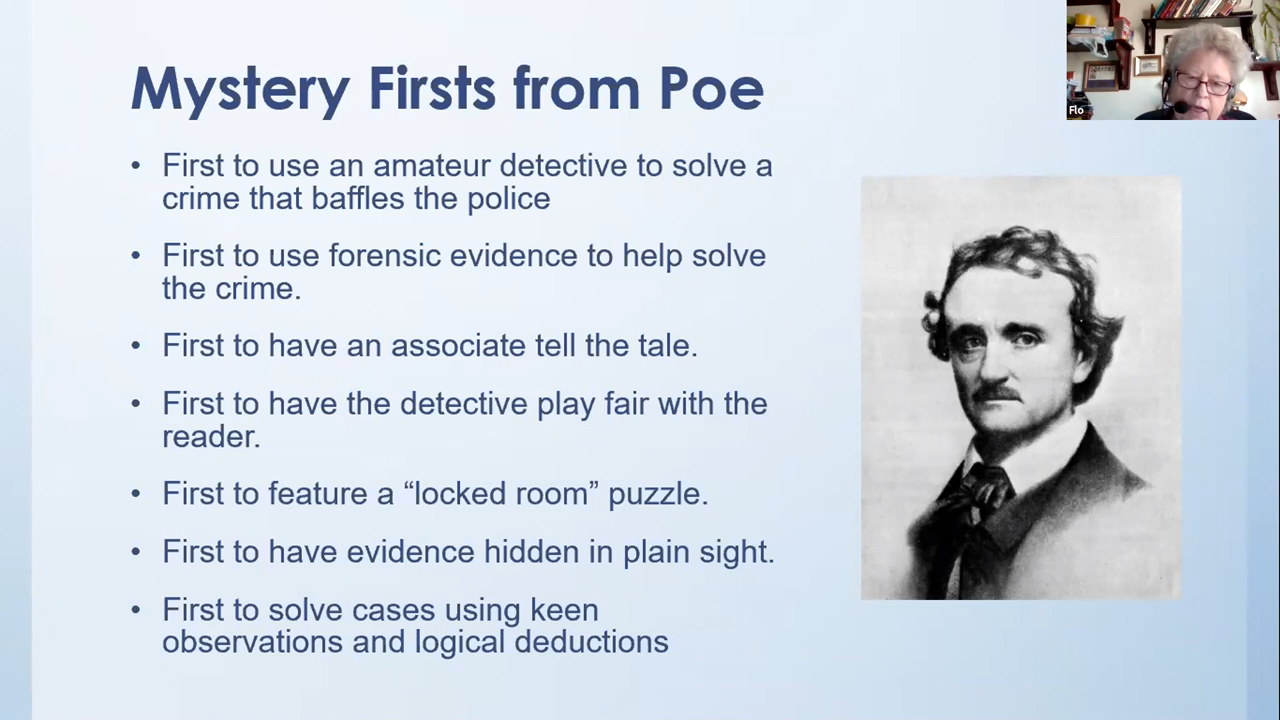 Mystery Firsts from Poe
• First to use an amateur detective to solve a
crime that baffles the police
• First to use forensic evidence to help solve
the crime.
• First to have an associate tell the tale.
• First to have the detective play fair with the
reader.
• First to feature a “locked room” puzzle.
• First to have evidence hidden in plain sight.
• First to solve cases using keen
observations and logical deductions
Flo